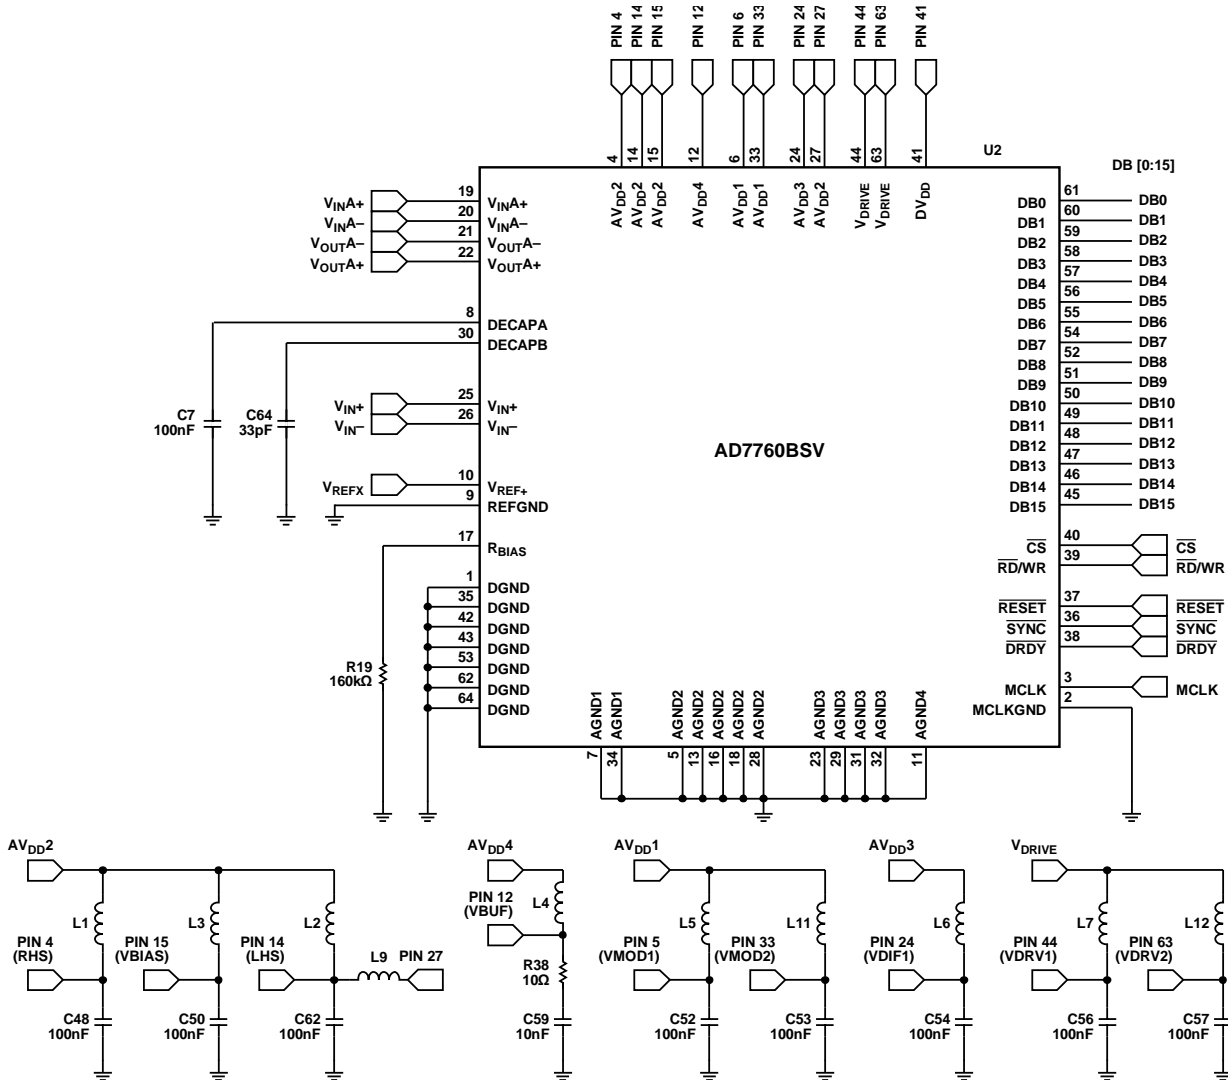 PIN 4
PIN 14
PIN 15
PIN 12
PIN 6
PIN 33
PIN 24
PIN 27
PIN 44
PIN 63
PIN 41
4
14
15
12
6
33
24
27
44
63
41
U2
DB [0:15]
AVDD2
AVDD2
AVDD2
AVDD4
AVDD1
AVDD1
AVDD3
AVDD2
VDRIVE
VDRIVE
DVDD
VINA+ 19 VINA+
VINA− 20 VINA−
VOUTA− 21 VOUTA−
VOUTA+ 22 VOUTA+
8 DECAPA
30 DECAPB
C7
100nF
C64
33pF
VIN+ 25 VIN+
VIN− 26 VIN−
VREFX 10 VREF+
9 REFGND
17 RBIAS
1 DGND
35 DGND
42 DGND
43 DGND
53 DGND
62 DGND
64 DGND
R19
160kΩ
AD7760BSV
DB0 61 DB0
DB1 60 DB1
DB2 59 DB2
DB3 58 DB3
DB4 57 DB4
DB5 56 DB5
DB6 55 DB6
DB7 54 DB7
DB8 52 DB8
DB9 51 DB9
DB10 50 DB10
DB11 49 DB11
DB12 48 DB12
DB13 47 DB13
DB14 46 DB14
DB15 45 DB15
CS 40 CS
RD/WR 39 RD/WR
RESET 37 RESET
SYNC 36 SYNC
DRDY 38 DRDY
MCLK 3 MCLK
MCLKGND 2
AGND1
AGND1
AGND2
AGND2
AGND2
AGND2
AGND2
AGND3
AGND3
AGND3
AGND3
AGND4
7
34
5
13
16
18
28
23
29
31
32
11
AVDD2
L1
L3
L2
PIN 4
(RHS)
PIN 15
(VBIAS)
PIN 14
(LHS)
L9
PIN 27
C48
100nF
C50
100nF
C62
100nF
AVDD4
PIN 12
(VBUF)
L4
R38
10Ω
C59
10nF
AVDD1
L5
L11
PIN 5
(VMOD1)
PIN 33
(VMOD2)
C52
100nF
C53
100nF
AVDD3
L6
PIN 24
(VDIF1)
C54
100nF
VDRIVE
L7
L12
PIN 44
(VDRV1)
PIN 63
(VDRV2)
C56
100nF
C57
100nF